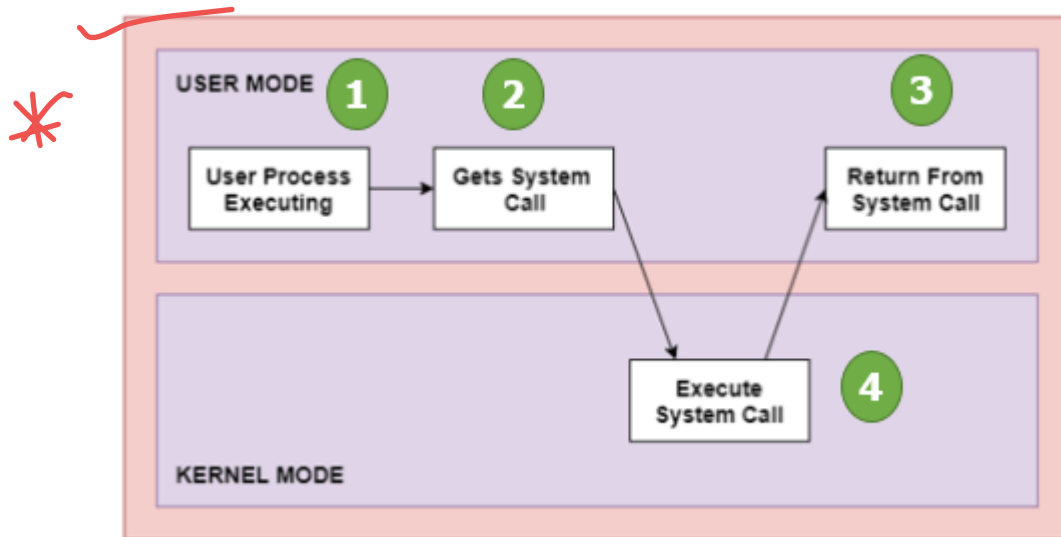 USER MODE
1
2
3
User Process
Executing
Gets System
Call
Return From
System Call
Execute
System Call
4
KERNEL MODE